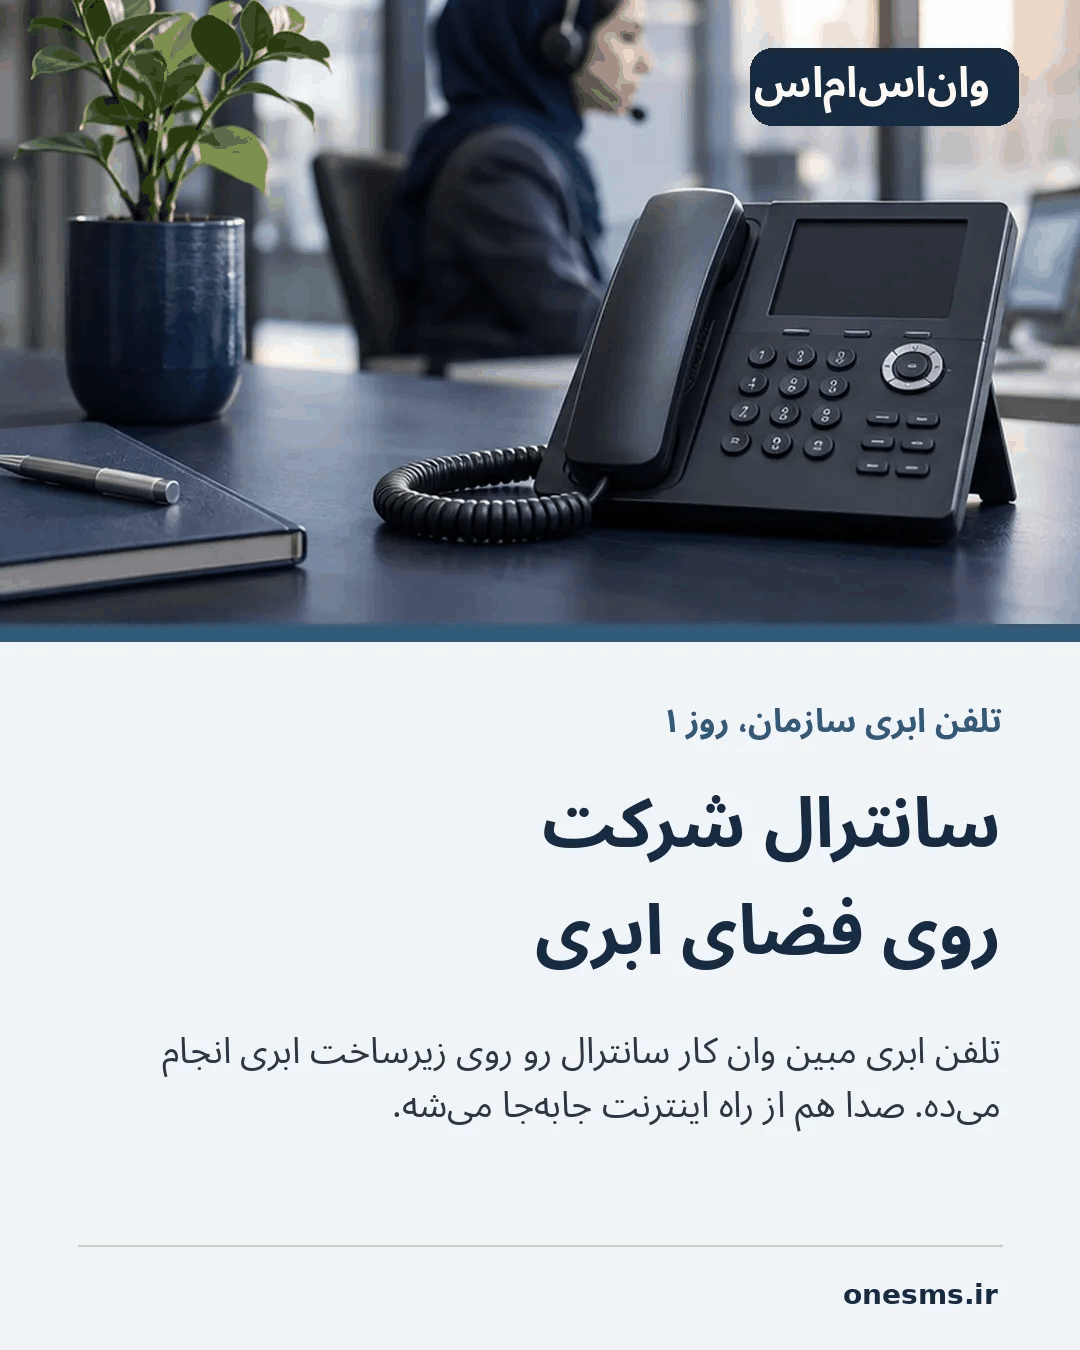 وان‌اس‌ام‌اس
تلفن ابری سازمان، روز ۱
سانترال شرکت
روی فضای ابری
تلفن ابری مبین وان کار سانترال رو روی زیرساخت ابری انجام
می‌ده. صدا هم از راه اینترنت جابه‌جا می‌شه.
onesms.ir